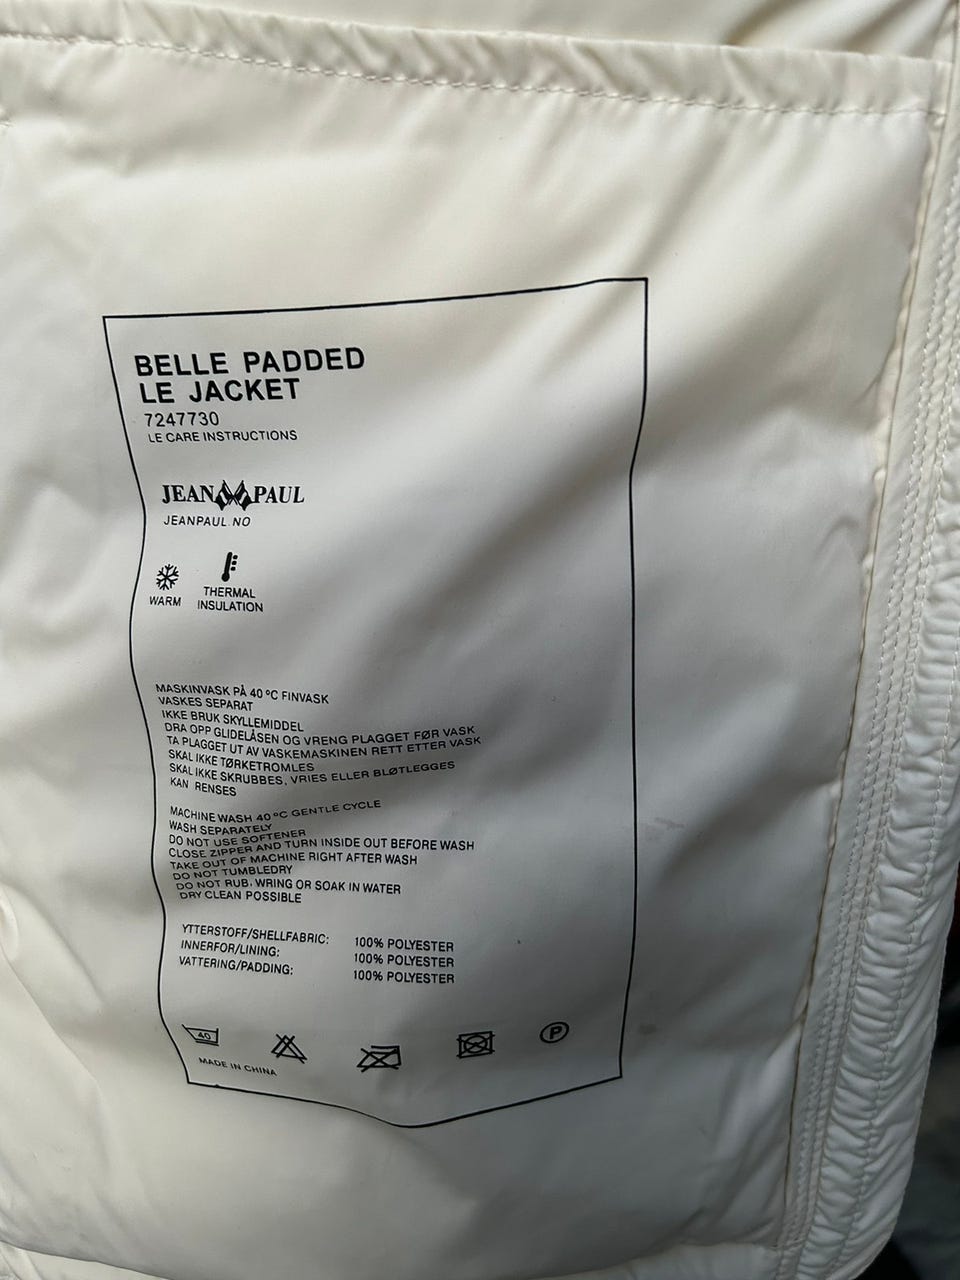 BELLE PADDED
LE JACKET
7247730
LE CARE INSTRUCTIONS
JEAN PAUL
JEANPAUL.NO
WARM
THERMAL
INSULATION
MASKINVASK PÅ 40 °C FINVASK
VASKES SEPARAT
IKKE BRUK SKYLLEMIDDEL
DRA OPP GLIDELÅSEN OG VRENG PLAGGET FØR VASK
TA PLAGGET UT AV VASKEMASKINEN RETT ETTER VASK
SKAL IKKE TØRKETROMLES
SKAL IKKE SKRUBBES, VRIES ELLER BLØTLEGGES
KAN RENSES
MACHINE WASH 40 °C GENTLE CYCLE
WASH SEPARATELY
DO NOT USE SOFTENER
CLOSE ZIPPER AND TURN INSIDE OUT BEFORE WASH
TAKE OUT OF MACHINE RIGHT AFTER WASH
DO NOT TUMBLEDRY
DO NOT RUB, WRING OR SOAK IN WATER
DRY CLEAN POSSIBLE
YTTERSTOFF/SHELLFABRIC: 100% POLYESTER
INNERFOR/LINING: 100% POLYESTER
VATTERING/PADDING: 100% POLYESTER
40 P
MADE IN CHINA